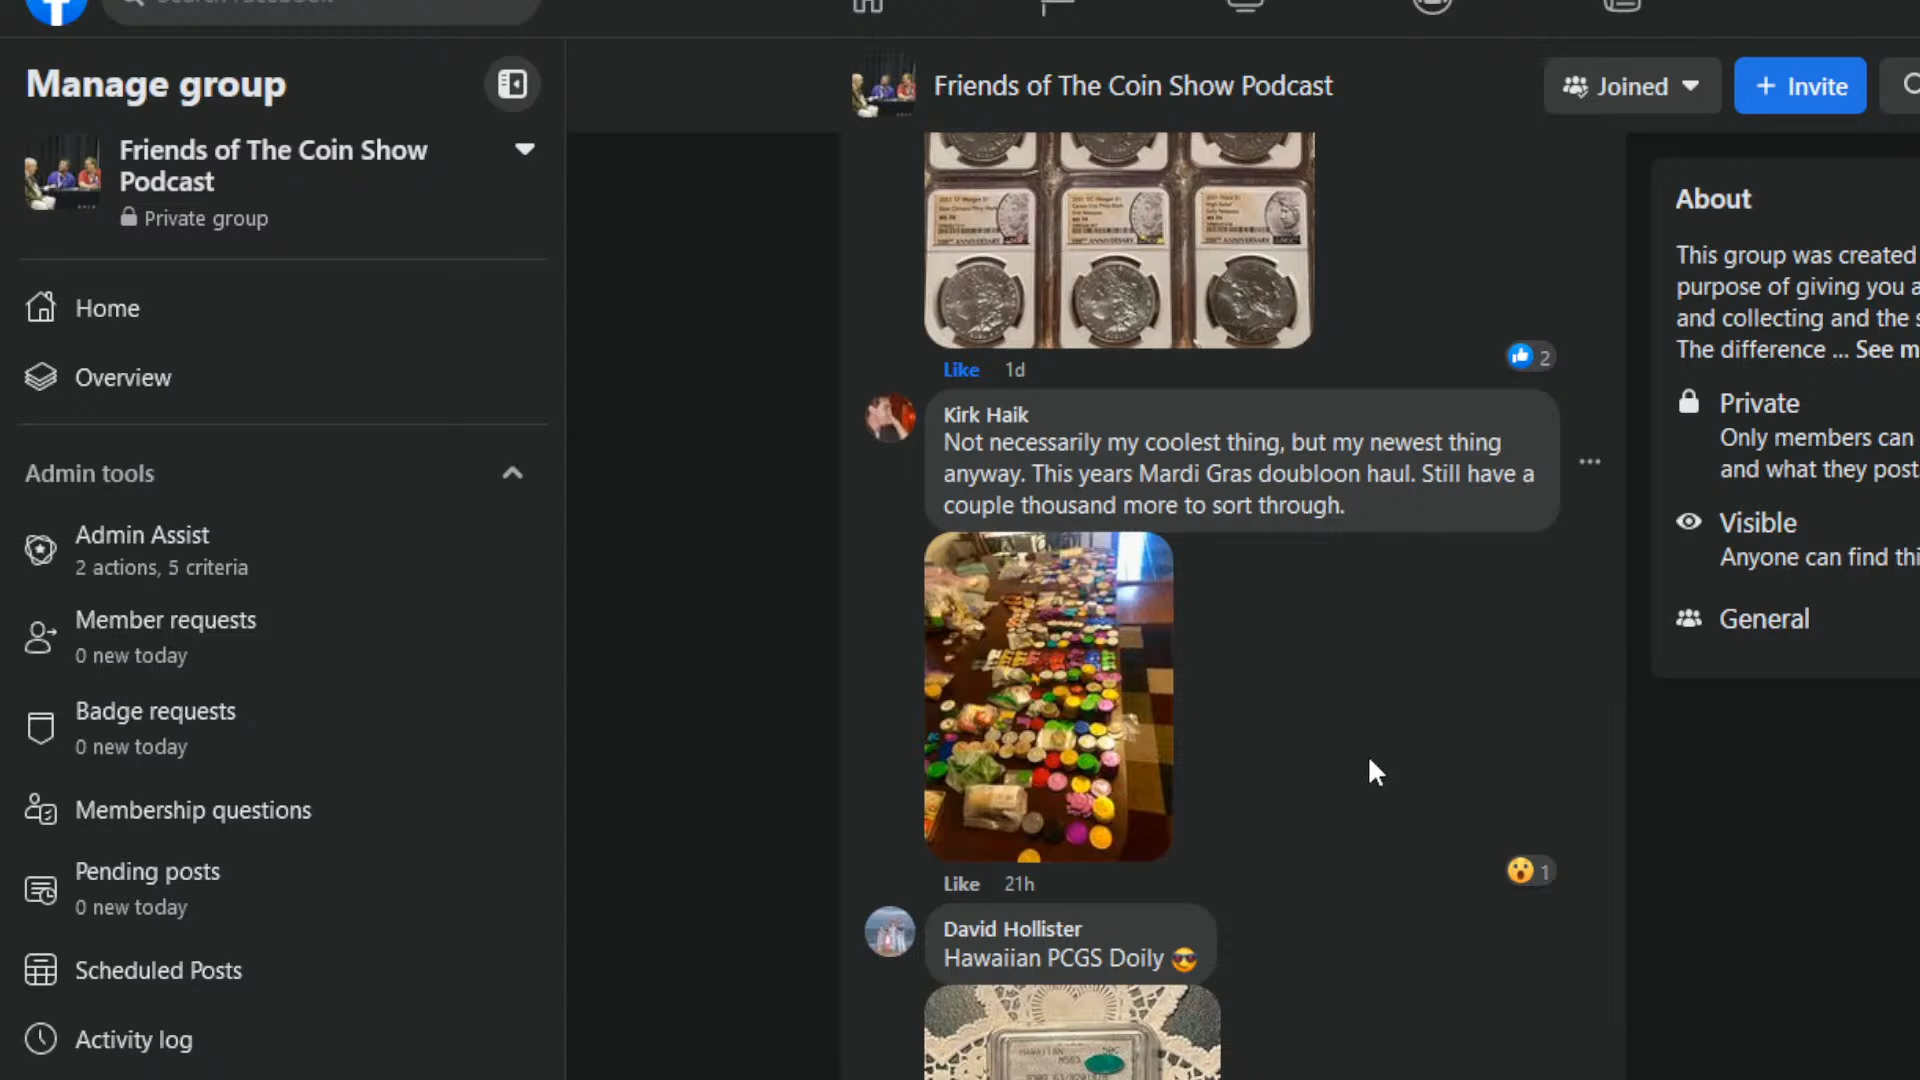 Manage group
Friends of The Coin Show Podcast
Joined
Invite
Friends of The Coin Show
Podcast
Private group
About
This group was created
purpose of giving you a
and collecting and the s
The difference ... See m
Home
Overview
Like 1d
2
Private
Only members can
and what they post
Kirk Haik
Not necessarily my coolest thing, but my newest thing
anyway. This years Mardi Gras doubloon haul. Still have a
couple thousand more to sort through.
Admin tools
Visible
Anyone can find thi
Admin Assist
2 actions, 5 criteria
General
Member requests
0 new today
Badge requests
0 new today
Membership questions
Pending posts
0 new today
Like 21h
1
David Hollister
Hawaiian PCGS Doily 😎
Scheduled Posts
Activity log
HAWAIIAN